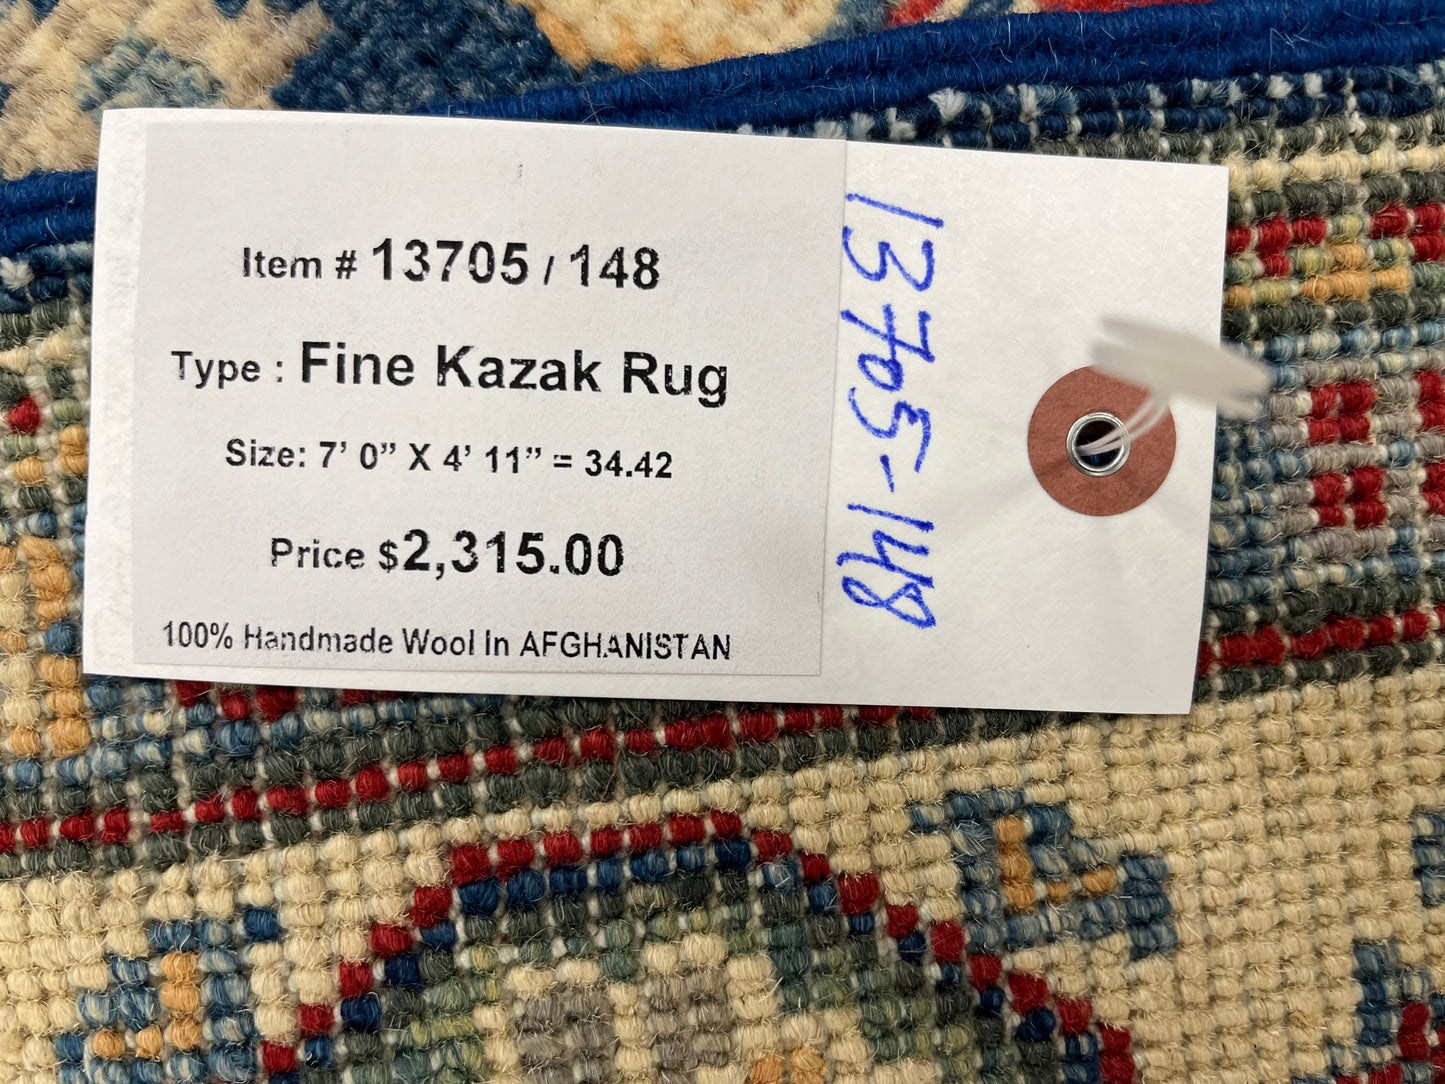 Item # 13705 / 148
Type : Fine Kazak Rug
Size: 7’ 0” X 4’ 11” = 34.42
Price $2,315.00
100% Handmade Wool In AFGHANISTAN
13705-148